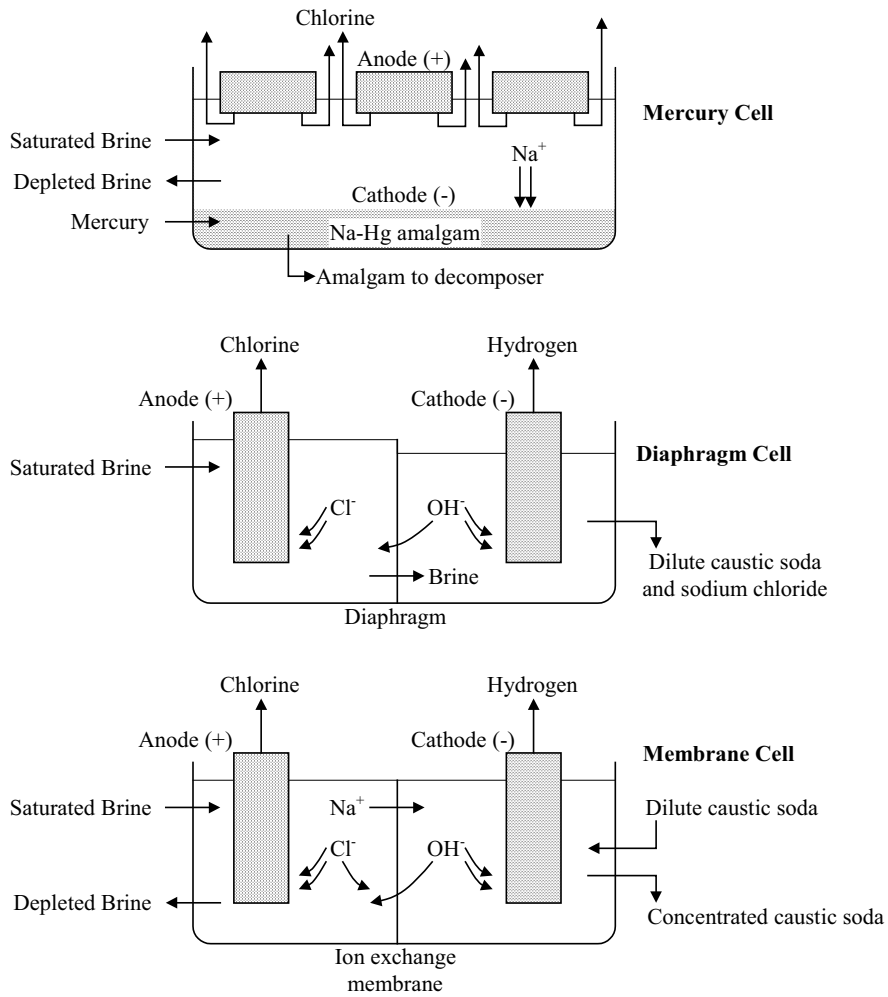 Chlorine
Anode (+)
Mercury Cell
Saturated Brine
Na+
Depleted Brine
Cathode (-)
Mercury
Na-Hg amalgam
Amalgam to decomposer
Chlorine
Hydrogen
Anode (+)
Cathode (-)
Saturated Brine
Diaphragm Cell
Cl-
OH-
Dilute caustic soda
and sodium chloride
Brine
Diaphragm
Chlorine
Hydrogen
Anode (+)
Cathode (-)
Membrane Cell
Saturated Brine
Na+
Dilute caustic soda
Cl-
OH-
Depleted Brine
Concentrated caustic soda
Ion exchange
membrane